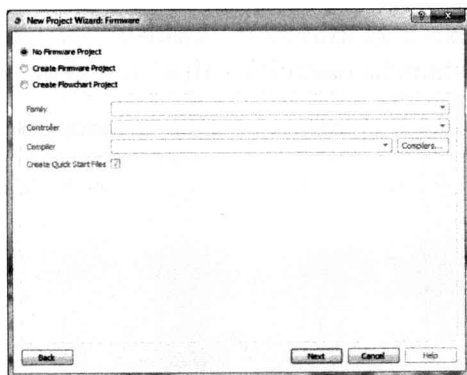 New Project Wizard: Firmware
No Firmware Project
Create Firmware Project
Create Flowchart Project
Family
Controller
Compiler Compilers...
Create Quick Start Files
Back Next Cancel Help